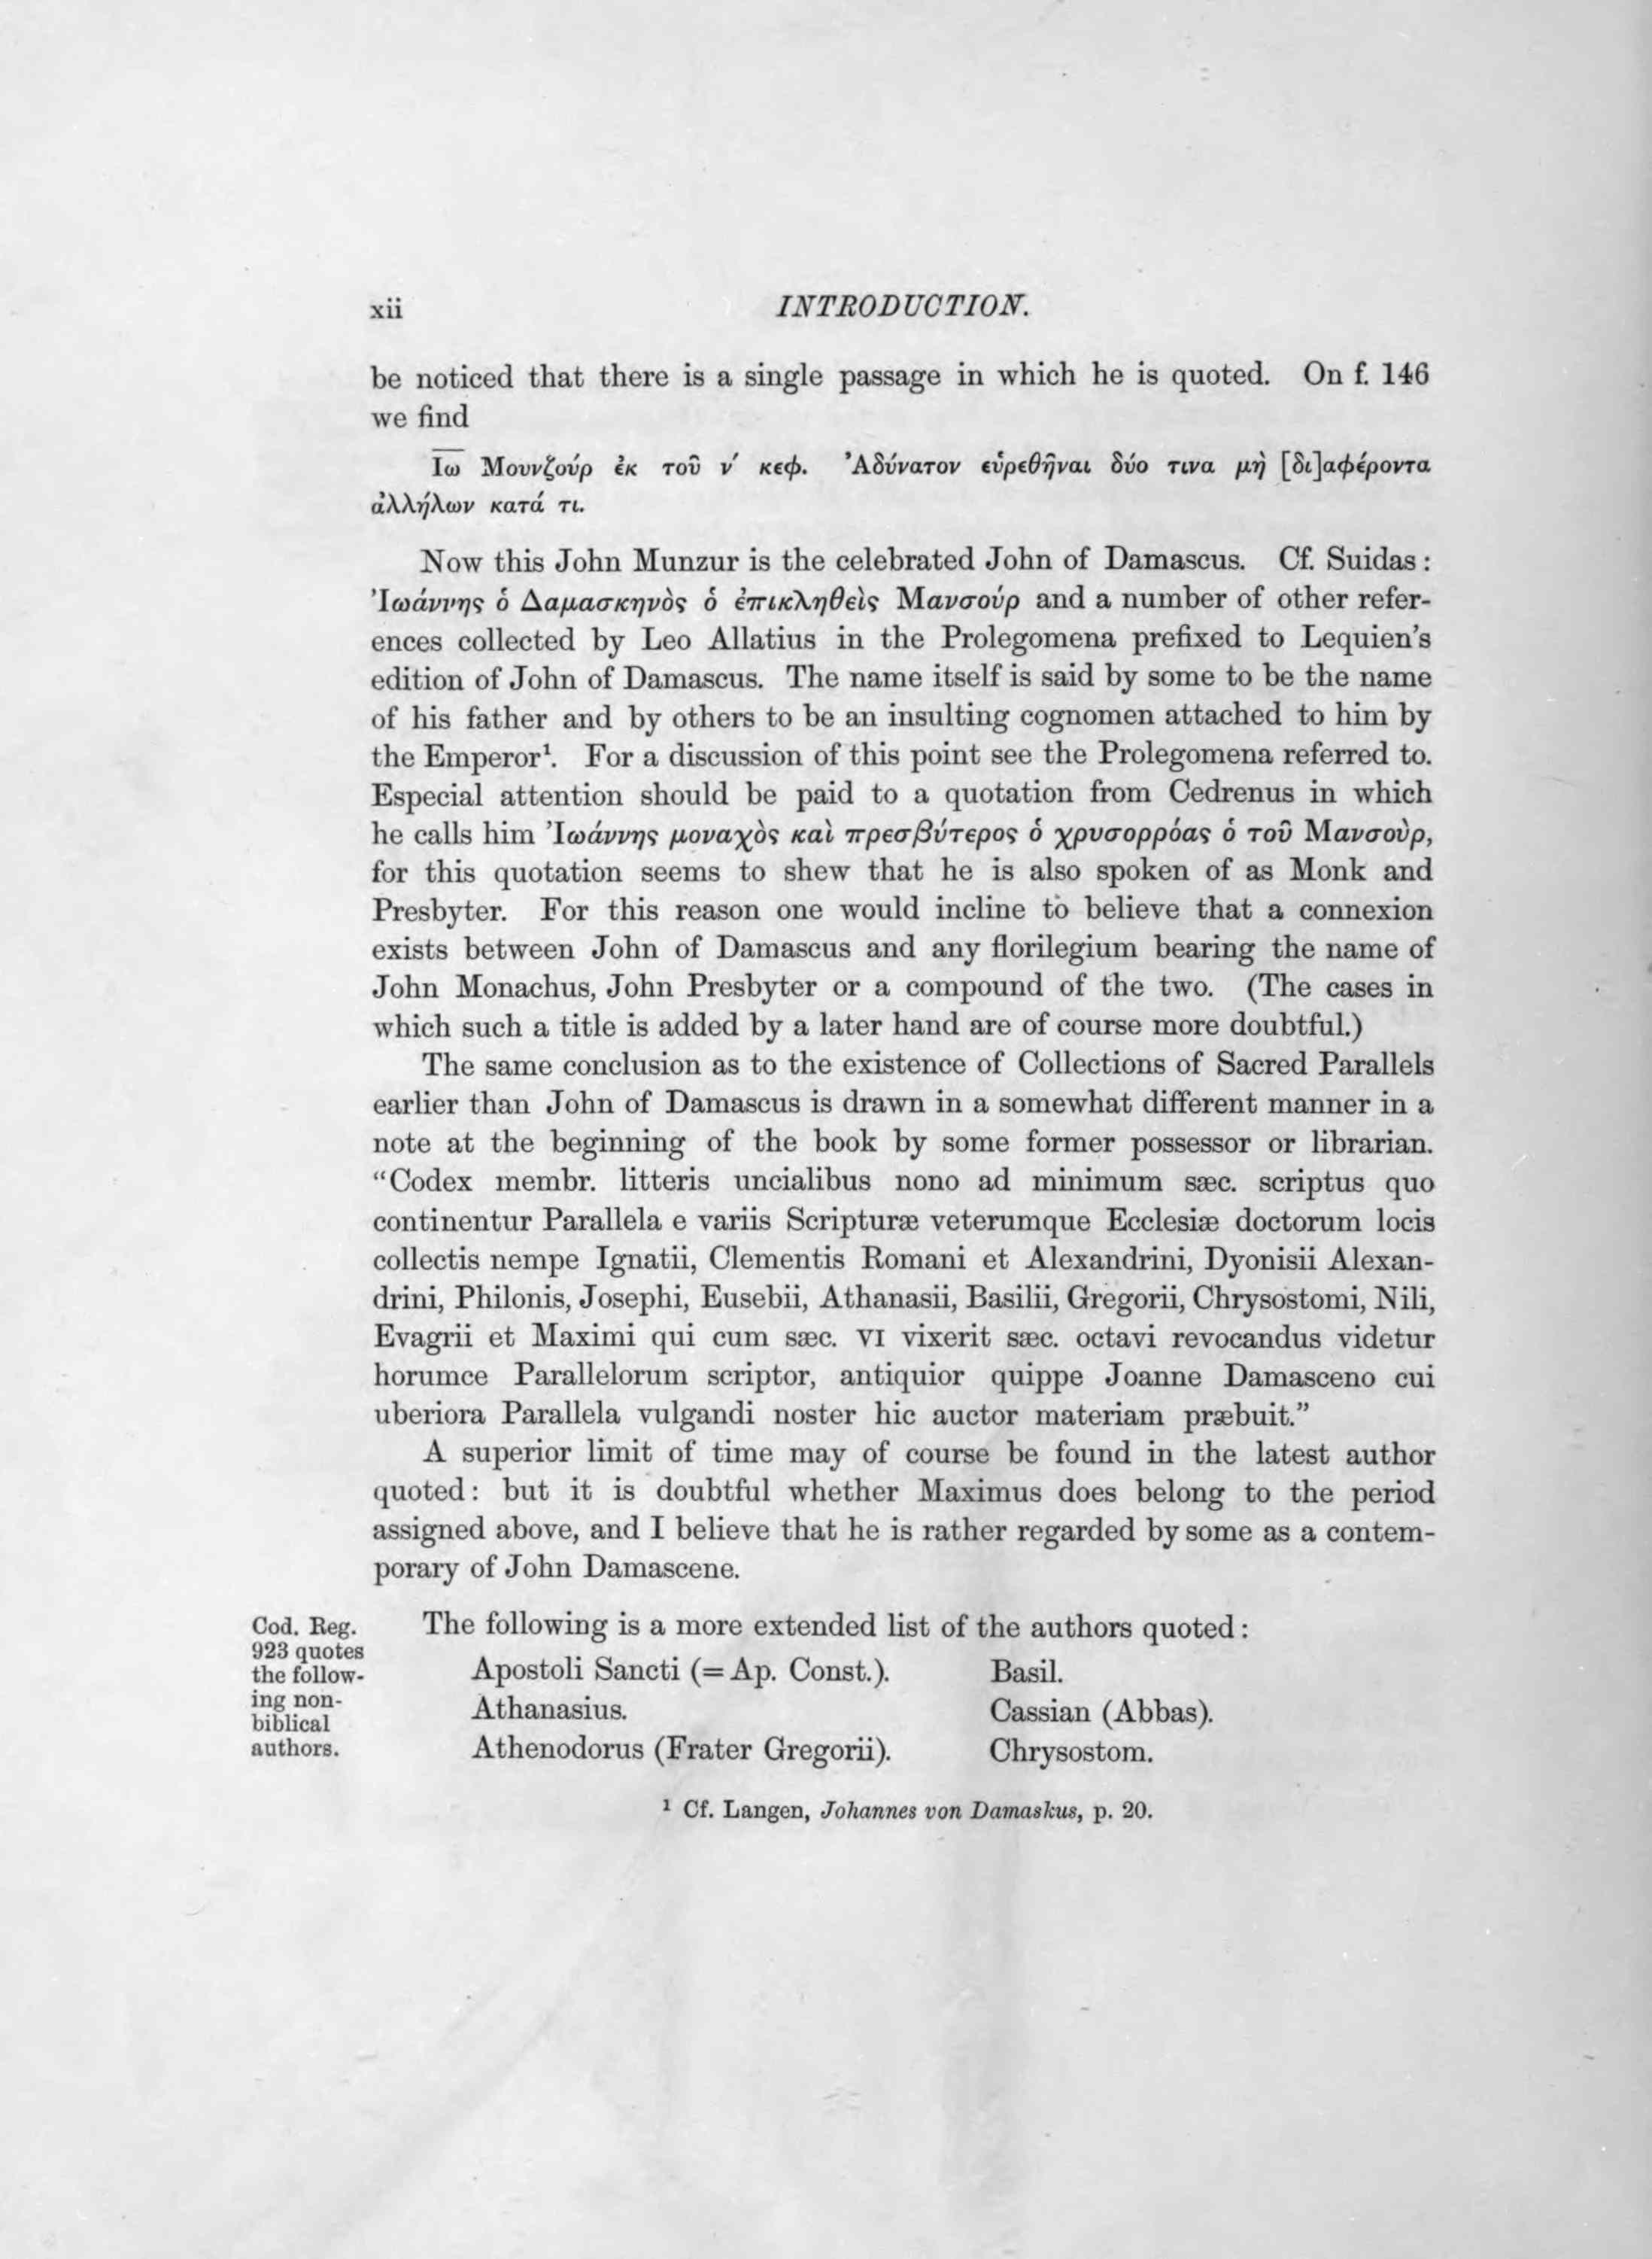 xii INTRODUCTION.
be noticed that there is a single passage in which he is quoted. On f. 146
we find
Ι̅ω̅ Μουνζούρ ἐκ τοῦ ν′ κεφ. Ἀδύνατον εὑρεθῆναι δύο τινα μὴ [δι]αφέροντα
ἀλλήλων κατά τι.
Now this John Munzur is the celebrated John of Damascus. Cf. Suidas:
Ἰωάννης ὁ Δαμασκηνὸς ὁ ἐπικληθεὶς Μανσούρ and a number of other refer-
ences collected by Leo Allatius in the Prolegomena prefixed to Lequien's
edition of John of Damascus. The name itself is said by some to be the name
of his father and by others to be an insulting cognomen attached to him by
the Emperor¹. For a discussion of this point see the Prolegomena referred to.
Especial attention should be paid to a quotation from Cedrenus in which
he calls him Ἰωάννης μοναχὸς καὶ πρεσβύτερος ὁ χρυσορρόας ὁ τοῦ Μανσοὺρ,
for this quotation seems to shew that he is also spoken of as Monk and
Presbyter. For this reason one would incline to believe that a connexion
exists between John of Damascus and any florilegium bearing the name of
John Monachus, John Presbyter or a compound of the two. (The cases in
which such a title is added by a later hand are of course more doubtful.)
The same conclusion as to the existence of Collections of Sacred Parallels
earlier than John of Damascus is drawn in a somewhat different manner in a
note at the beginning of the book by some former possessor or librarian.
"Codex membr. litteris uncialibus nono ad minimum sæc. scriptus quo
continentur Parallela e variis Scripturæ veterumque Ecclesiæ doctorum locis
collectis nempe Ignatii, Clementis Romani et Alexandrini, Dyonisii Alexan-
drini, Philonis, Josephi, Eusebii, Athanasii, Basilii, Gregorii, Chrysostomi, Nili,
Evagrii et Maximi qui cum sæc. VI vixerit sæc. octavi revocandus videtur
horumce Parallelorum scriptor, antiquior quippe Joanne Damasceno cui
uberiora Parallela vulgandi noster hic auctor materiam præbuit."
A superior limit of time may of course be found in the latest author
quoted: but it is doubtful whether Maximus does belong to the period
assigned above, and I believe that he is rather regarded by some as a contem-
porary of John Damascene.
Cod. Reg.
923 quotes
the follow-
ing non-
biblical
authors.
The following is a more extended list of the authors quoted:
Apostoli Sancti (= Ap. Const.). Basil.
Athanasius. Cassian (Abbas).
Athenodorus (Frater Gregorii). Chrysostom.
¹ Cf. Langen, Johannes von Damaskus, p. 20.